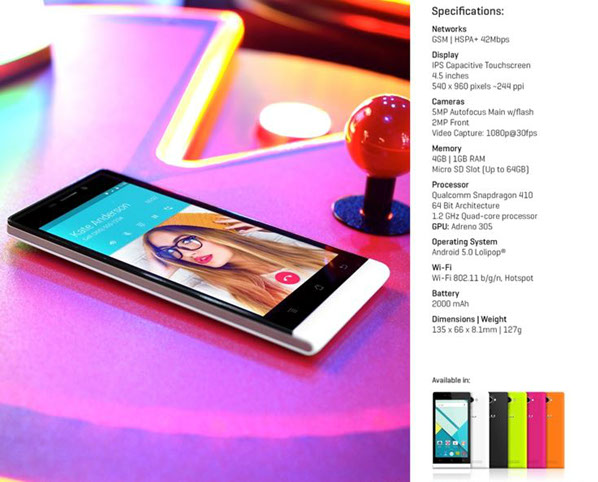 Kate Anderson
Specifications:
Networks
GSM | HSPA+ 42Mbps
Display
IPS Capacitive Touchscreen
4.5 inches
540 x 960 pixels ~244 ppi
Cameras
5MP Autofocus Main w/flash
2MP Front
Video Capture: 1080p@30fps
Memory
4GB | 1GB RAM
Micro SD Slot [Up to 64GB]
Processor
Qualcomm Snapdragon 410
64 Bit Architecture
1.2 GHz Quad-core processor
GPU: Adreno 305
Operating System
Android 5.0 Lolipop®
Wi-Fi
Wi-Fi 802.11 b/g/n, Hotspot
Battery
2000 mAh
Dimensions | Weight
135 x 66 x 8.1mm | 127g
Available in: